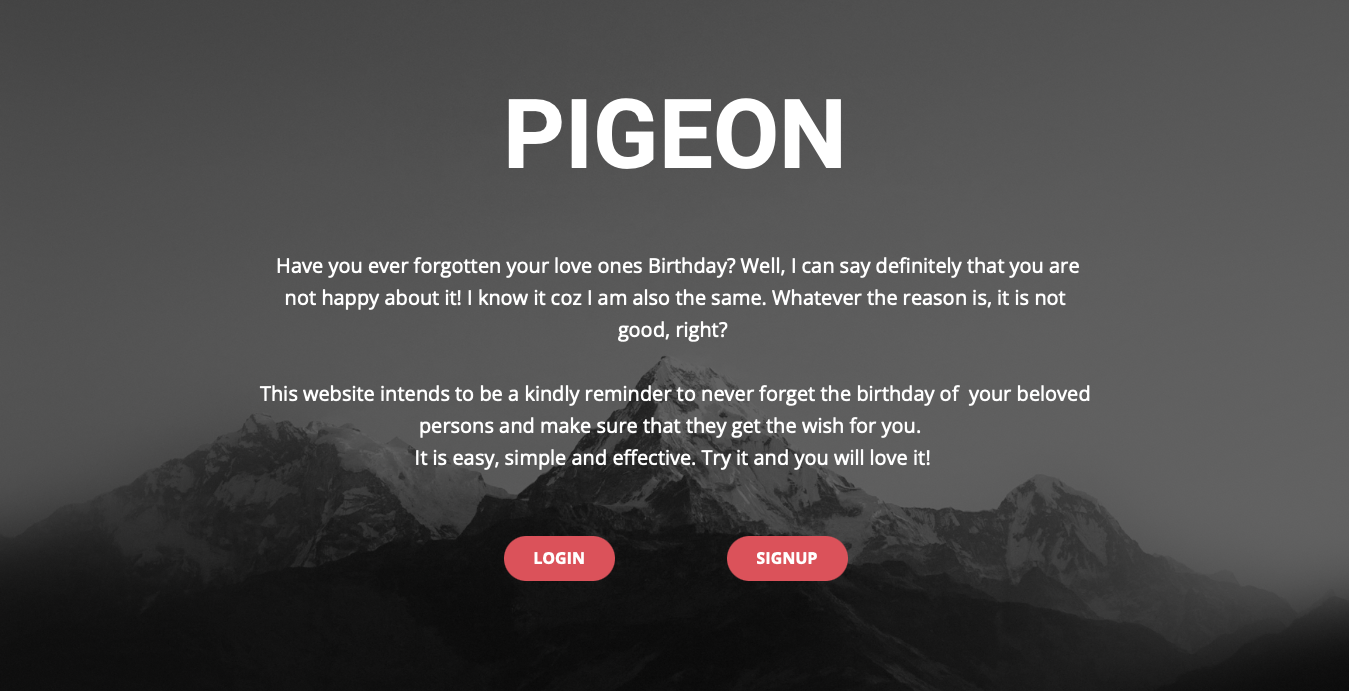 PIGEON
Have you ever forgotten your love ones Birthday? Well, I can say definitely that you are
not happy about it! I know it coz I am also the same. Whatever the reason is, it is not
good, right?
This website intends to be a kindly reminder to never forget the birthday of  your beloved
persons and make sure that they get the wish for you.
It is easy, simple and effective. Try it and you will love it!
LOGIN
SIGNUP